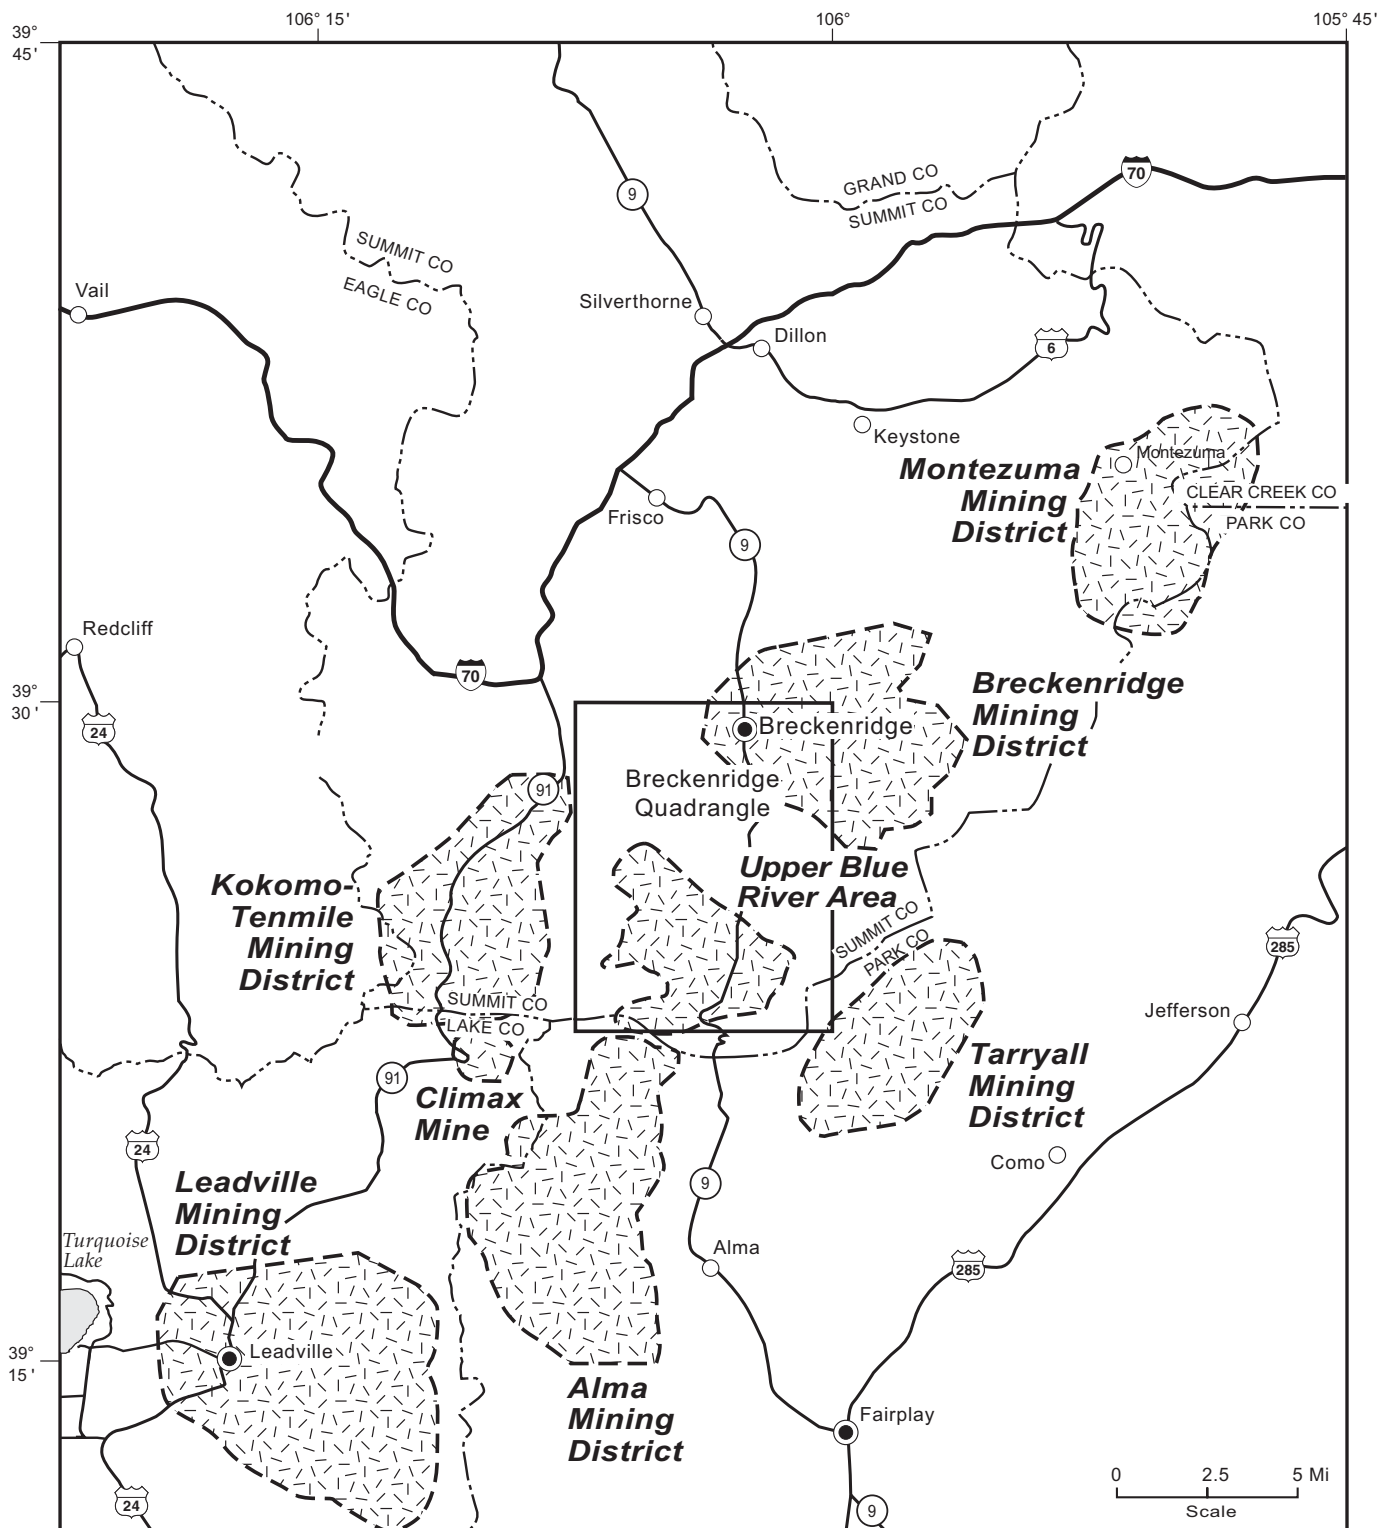 106° 15'
106°
105° 45'
39°
45'
GRAND CO
SUMMIT CO
70
9
SUMMIT CO
EAGLE CO
Vail
Silverthorne
Dillon
6
Keystone
Montezuma
Montezuma
Mining
District
CLEAR CREEK CO
PARK CO
Frisco
9
Redcliff
70
39°
30'
24
Breckenridge
Mining
District
Breckenridge
Breckenridge
Quadrangle
91
Upper Blue
River Area
Kokomo-
Tenmile
Mining
District
SUMMIT CO
PARK CO
285
SUMMIT CO
LAKE CO
Jefferson
Tarryall
Mining
District
91
Climax
Mine
24
Como
Leadville
Mining
District
9
Turquoise
Lake
Alma
285
39°
15'
Leadville
Alma
Mining
District
Fairplay
24
9
0 2.5 5 Mi
Scale